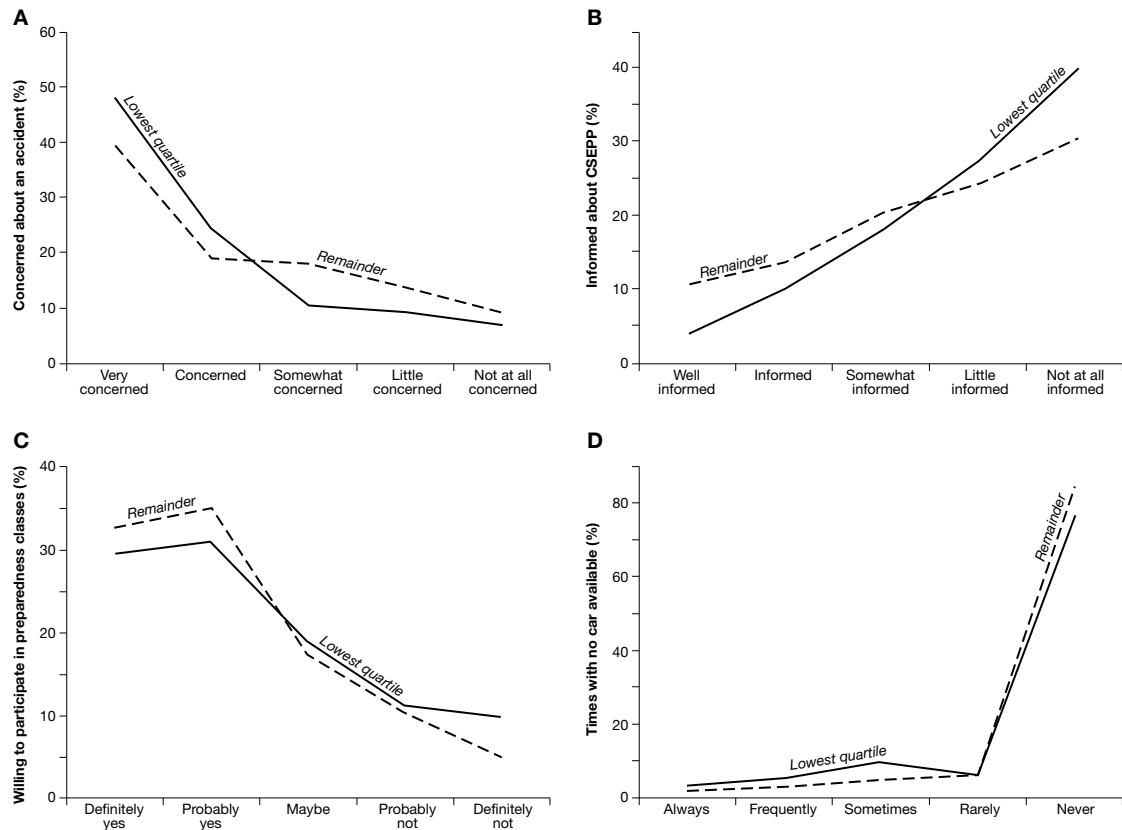 A
Concerned about an accident (%)
60
50
40
30
20
10
0
Lowest quartile
Remainder
Very concerned
Concerned
Somewhat concerned
Little concerned
Not at all concerned
B
Informed about CSEPP (%)
40
30
20
10
0
Lowest quartile
Remainder
Well informed
Informed
Somewhat informed
Little informed
Not at all informed
C
Willing to participate in preparedness classes (%)
40
30
20
10
0
Remainder
Lowest quartile
Definitely yes
Probably yes
Maybe
Probably not
Definitely not
D
Times with no car available (%)
80
60
40
20
0
Lowest quartile
Remainder
Always
Frequently
Sometimes
Rarely
Never